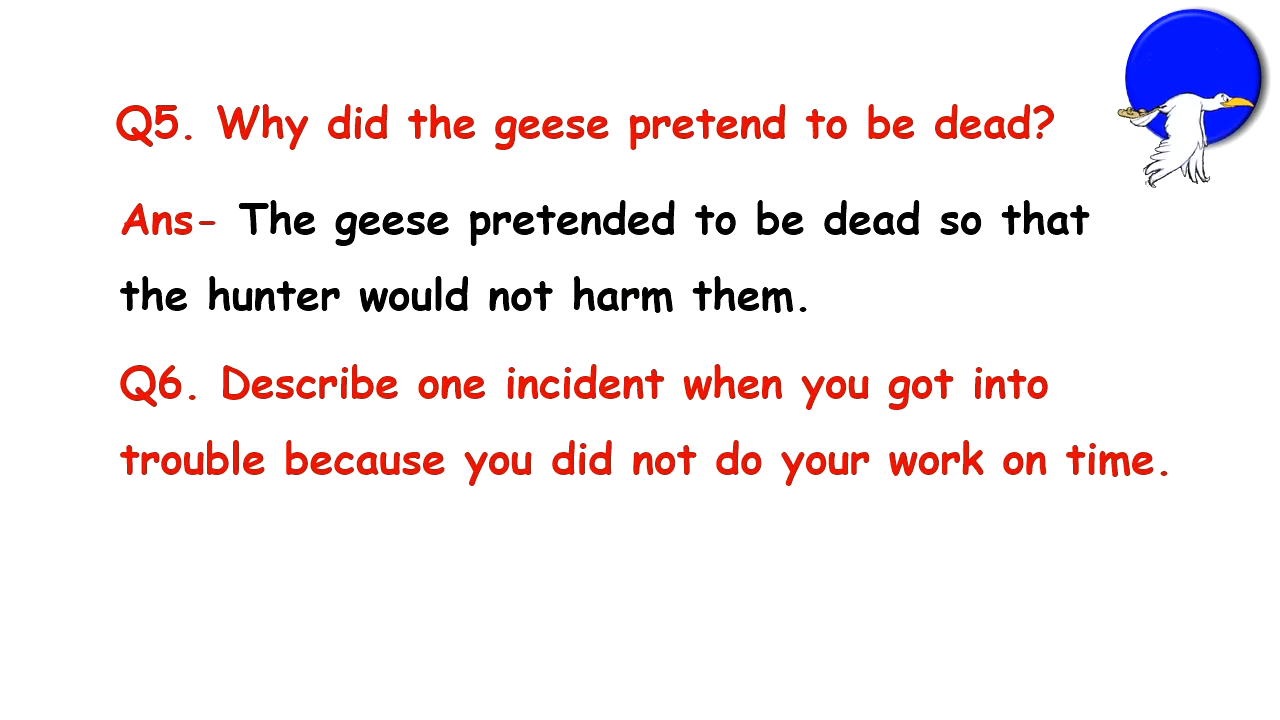 Q5. Why did the geese pretend to be dead?
Ans- The geese pretended to be dead so that
the hunter would not harm them.
Q6. Describe one incident when you got into
trouble because you did not do your work on time.